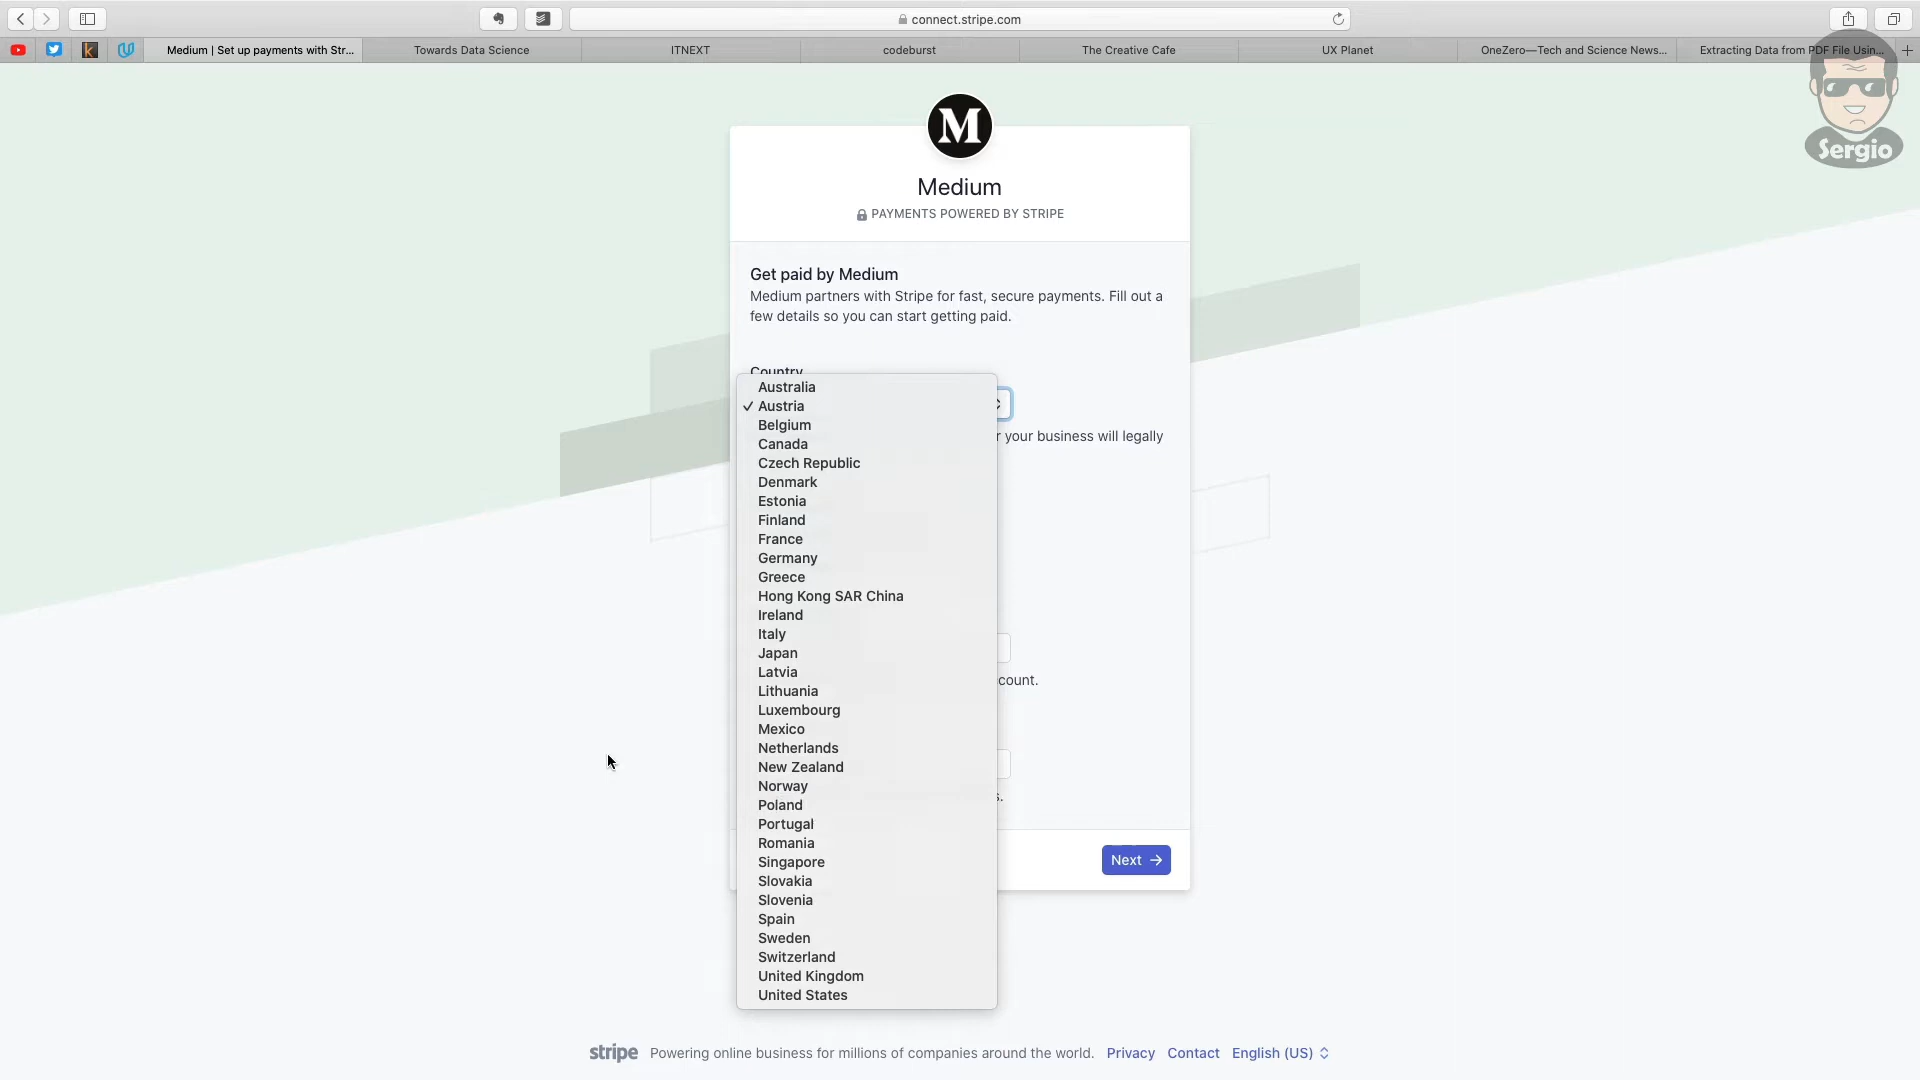 connect.stripe.com
Medium | Set up payments with Str...
Towards Data Science
ITNEXT
codeburst
The Creative Cafe
UX Planet
OneZero—Tech and Science News...
Extracting Data from PDF File Usin...
Sergio
M
Medium
PAYMENTS POWERED BY STRIPE
Get paid by Medium
Medium partners with Stripe for fast, secure payments. Fill out a
few details so you can start getting paid.
Country
Australia
✓ Austria
Belgium
r your business will legally
Canada
Czech Republic
Denmark
Estonia
Finland
France
Germany
Greece
Hong Kong SAR China
Ireland
Italy
Japan
Latvia
count.
Lithuania
Luxembourg
Mexico
Netherlands
New Zealand
Norway
s.
Poland
Portugal
Romania
Singapore
Next →
Slovakia
Slovenia
Spain
Sweden
Switzerland
United Kingdom
United States
stripe Powering online business for millions of companies around the world. Privacy Contact English (US)